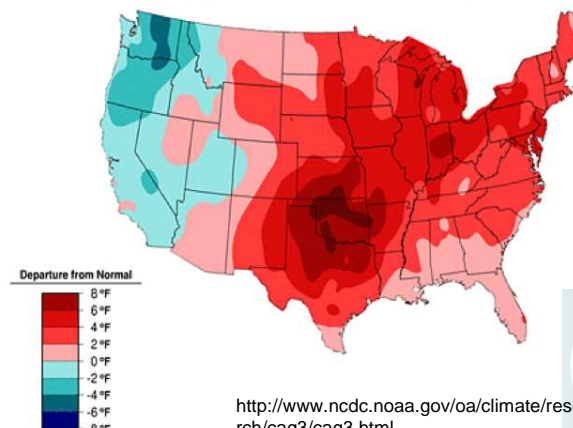 Departure from Normal
8 °F
6 °F
4 °F
2 °F
0 °F
-2 °F
-4 °F
-6 °F
http://www.ncdc.noaa.gov/oa/climate/res
rch/cag3/cag3.html